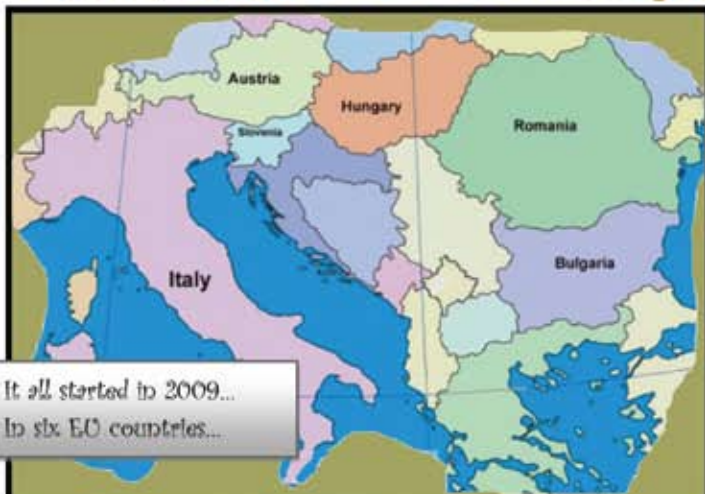 Austria
Hungary
Slovenia
Romania
Bulgaria
Italy
It all started in 2009...
In six EU countries...